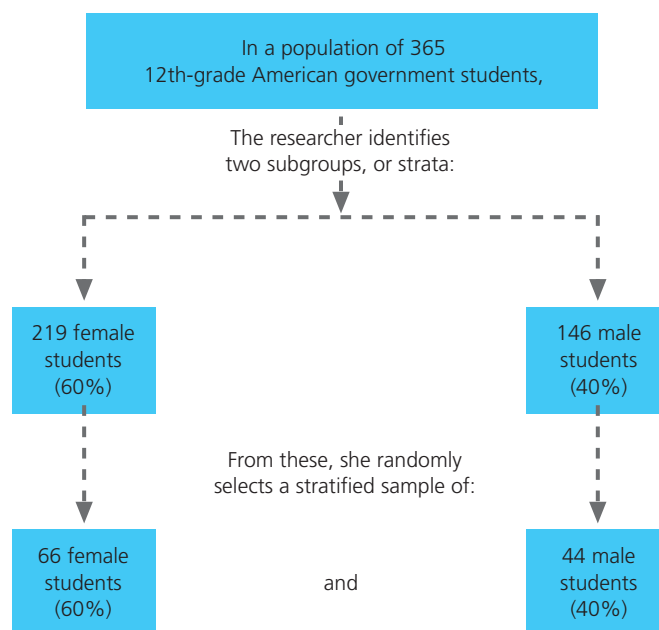 In a population of 365
12th-grade American government students,
The researcher identifies
two subgroups, or strata:
219 female
students
(60%)
146 male
students
(40%)
From these, she randomly
selects a stratified sample of:
66 female
students
(60%)
and
44 male
students
(40%)